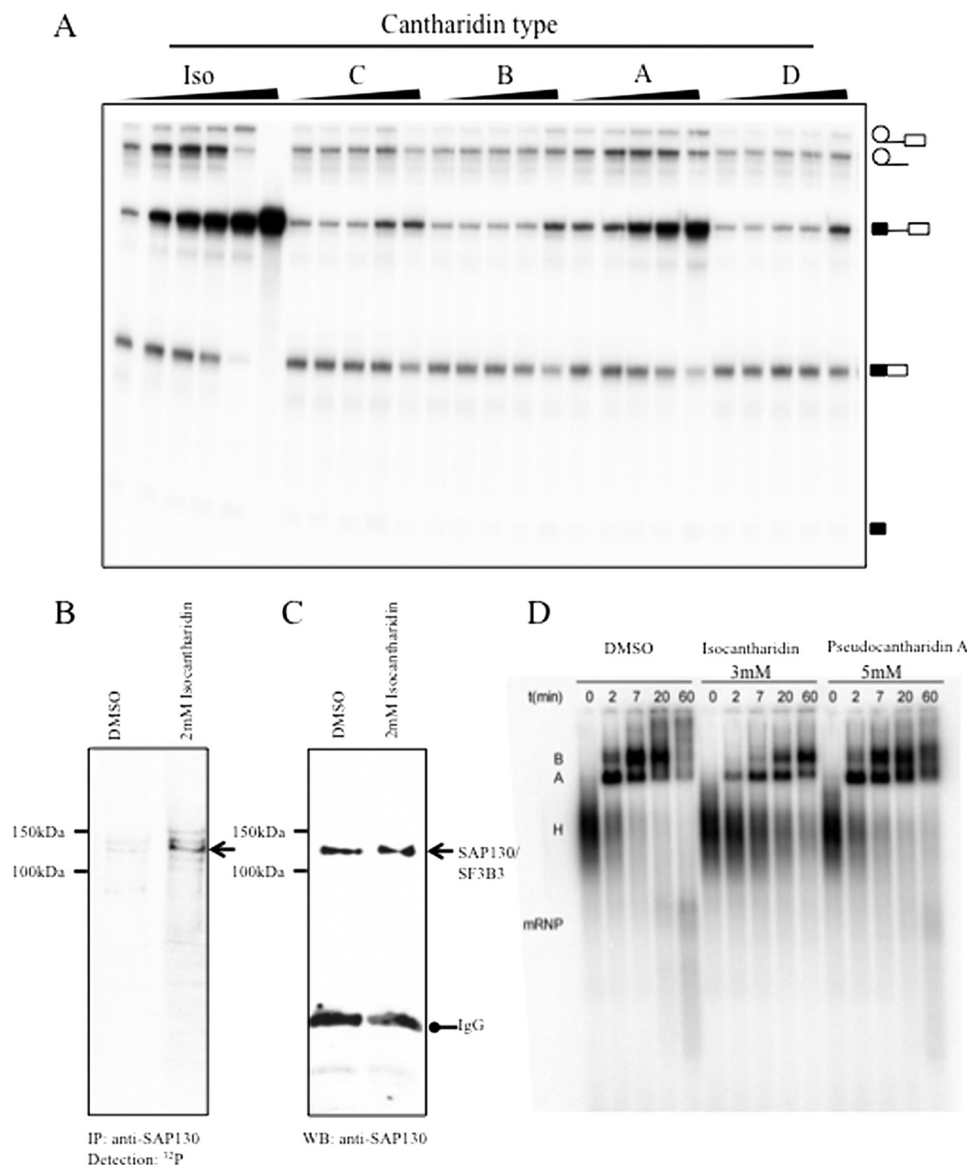 A
Cantharidin type
Iso C B A D
B
DMSO
2mM Isocantharidin
150kDa
100kDa
IP: anti-SAP130
Detection: ³²P
C
DMSO
2mM Isocantharidin
150kDa
100kDa
SAP130/
SF3B3
IgG
WB: anti-SAP130
D
DMSO Isocantharidin Pseudocantharidin A
3mM 5mM
t(min) 0 2 7 20 60 0 2 7 20 60 0 2 7 20 60
B
A
H
mRNP